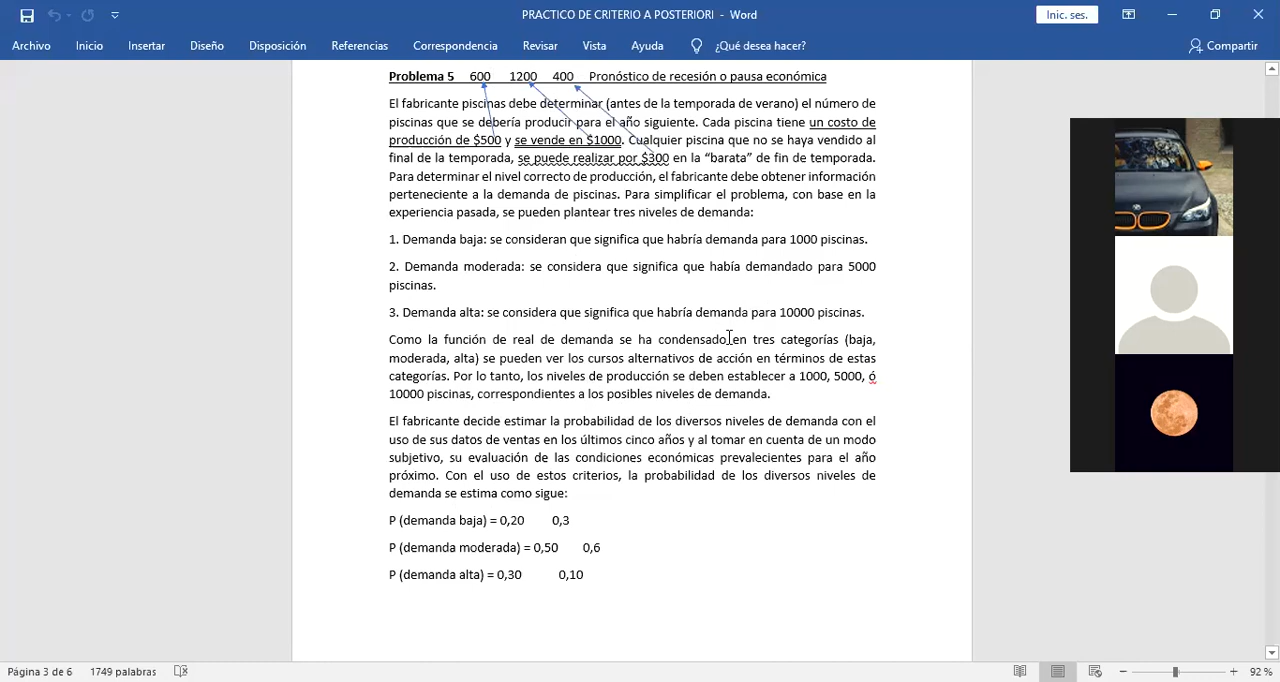 PRACTICO DE CRITERIO A POSTERIORI - Word
Inic. ses.
Archivo Inicio Insertar Diseño Disposición Referencias Correspondencia Revisar Vista Ayuda ¿Qué desea hacer? Compartir
Problema 5 600 1200 400 Pronóstico de recesión o pausa económica
El fabricante piscinas debe determinar (antes de la temporada de verano) el número de
piscinas que se debería producir para el año siguiente. Cada piscina tiene un costo de
producción de $500 y se vende en $1000. Cualquier piscina que no se haya vendido al
final de la temporada, se puede realizar por $300 en la “barata” de fin de temporada.
Para determinar el nivel correcto de producción, el fabricante debe obtener información
perteneciente a la demanda de piscinas. Para simplificar el problema, con base en la
experiencia pasada, se pueden plantear tres niveles de demanda:
1. Demanda baja: se consideran que significa que habría demanda para 1000 piscinas.
2. Demanda moderada: se considera que significa que había demandado para 5000
piscinas.
3. Demanda alta: se considera que significa que habría demanda para 10000 piscinas.
Como la función de real de demanda se ha condensado en tres categorías (baja,
moderada, alta) se pueden ver los cursos alternativos de acción en términos de estas
categorías. Por lo tanto, los niveles de producción se deben establecer a 1000, 5000, ó
10000 piscinas, correspondientes a los posibles niveles de demanda.
El fabricante decide estimar la probabilidad de los diversos niveles de demanda con el
uso de sus datos de ventas en los últimos cinco años y al tomar en cuenta de un modo
subjetivo, su evaluación de las condiciones económicas prevalecientes para el año
próximo. Con el uso de estos criterios, la probabilidad de los diversos niveles de
demanda se estima como sigue:
P (demanda baja) = 0,20 0,3
P (demanda moderada) = 0,50 0,6
P (demanda alta) = 0,30 0,10
Página 3 de 6 1749 palabras 92 %